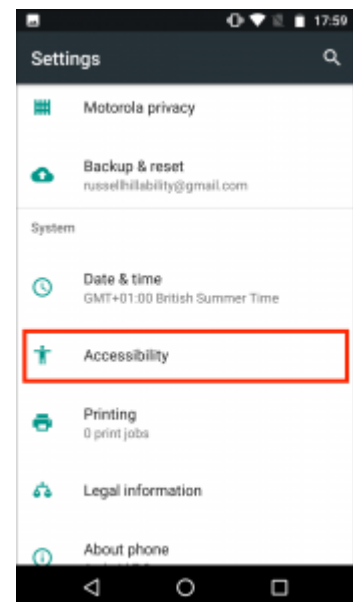 17:59
Settings
Motorola privacy
Backup & reset
russellhillability@gmail.com
System
Date & time
GMT+01:00 British Summer Time
Accessibility
Printing
0 print jobs
Legal information
About phone